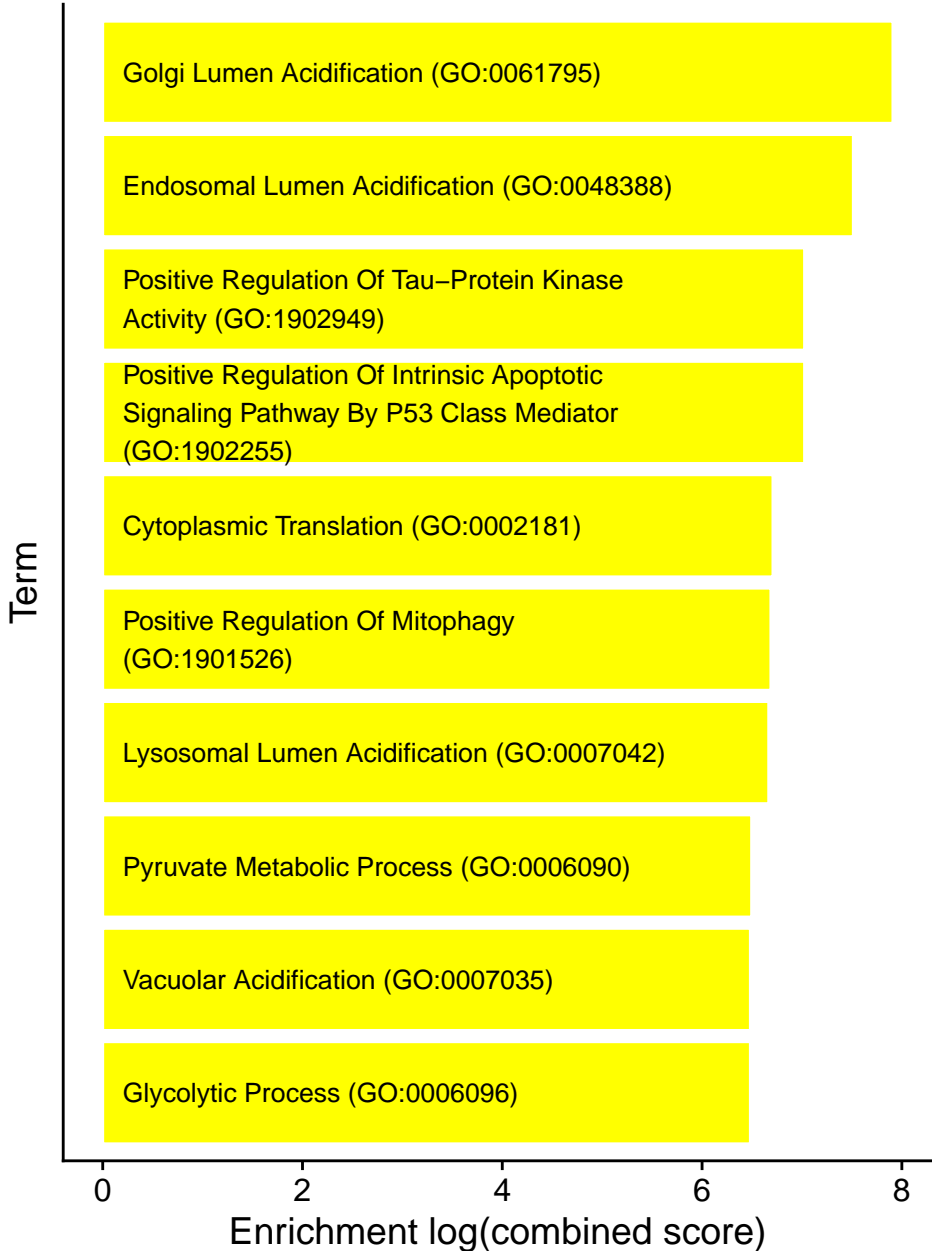 Golgi Lumen Acidification (GO:0061795)
Endosomal Lumen Acidification (GO:0048388)
Positive Regulation Of Tau−Protein Kinase
Activity (GO:1902949)
Positive Regulation Of Intrinsic Apoptotic
Signaling Pathway By P53 Class Mediator
(GO:1902255)
Cytoplasmic Translation (GO:0002181)
Positive Regulation Of Mitophagy
(GO:1901526)
Lysosomal Lumen Acidification (GO:0007042)
Pyruvate Metabolic Process (GO:0006090)
Vacuolar Acidification (GO:0007035)
Glycolytic Process (GO:0006096)
Term
0 2 4 6 8
Enrichment log(combined score)